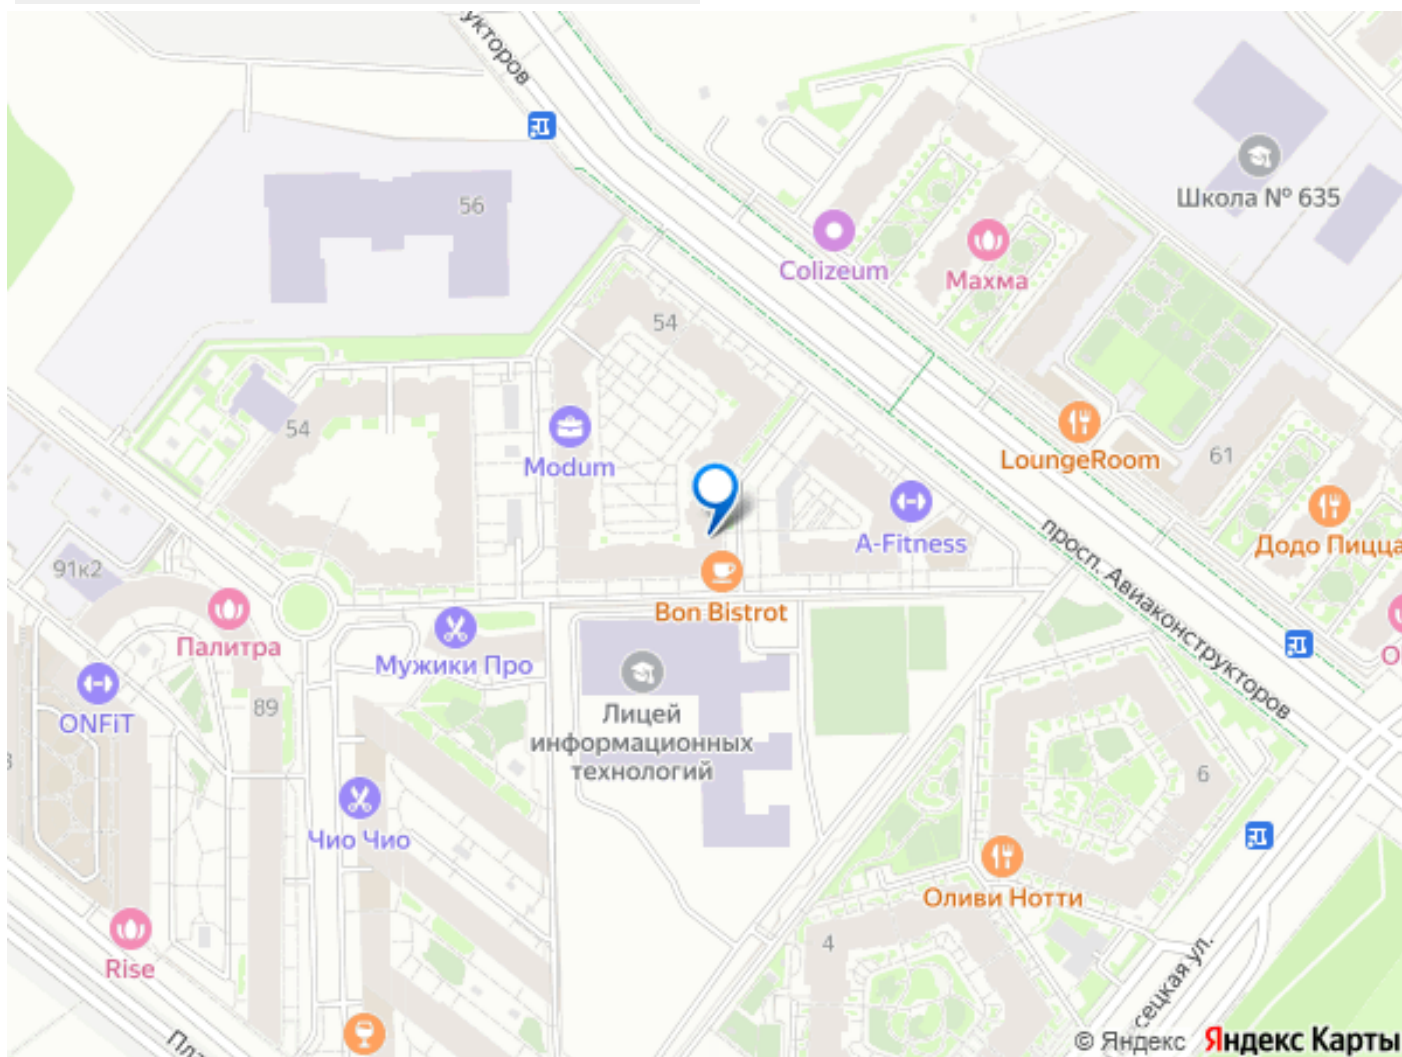 укторов
56
Школа № 635
Colizeum
Махма
54
54
Modum
LoungeRoom
61
A-Fitness
просп. Авиаконструкторов
Додо Пицца
91к2
Bon Bistrot
Палитра
Мужики Про
ONFiT
89
Лицей
информационных
технологий
6
Чио Чио
Оливи Нотти
4
Rise
сецкая ул.
Пла
© Яндекс Яндекс Карты